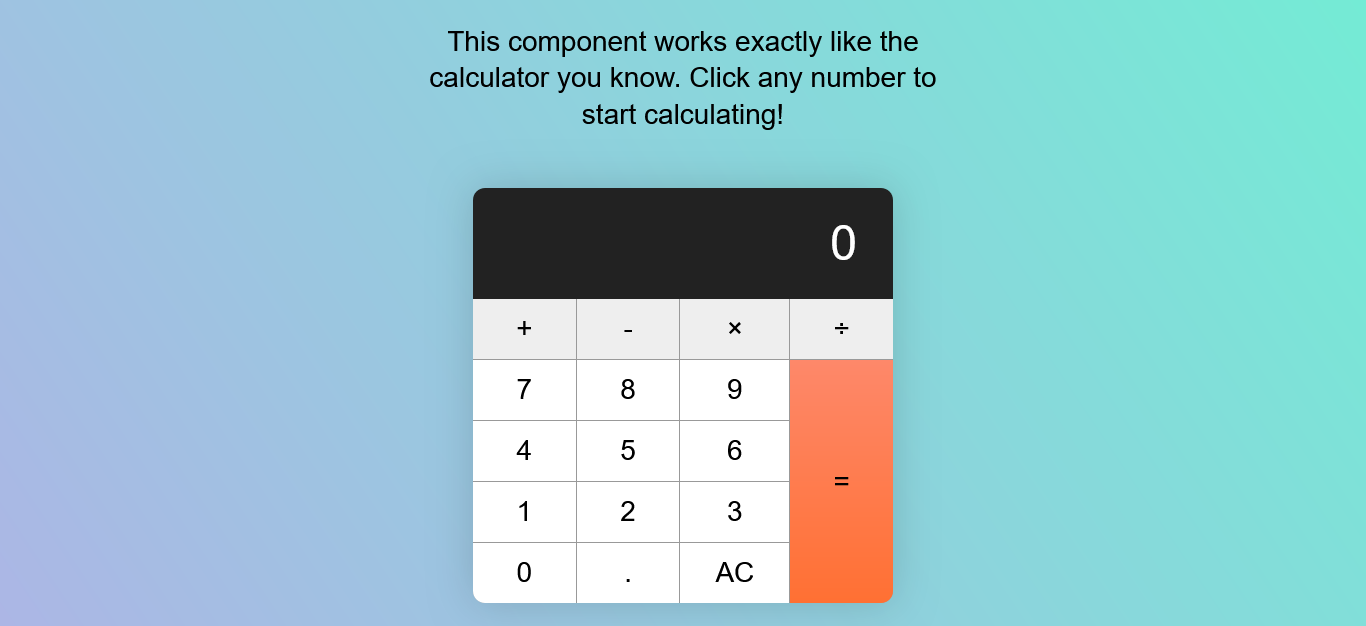 This component works exactly like the
calculator you know. Click any number to
start calculating!
0
+ - × ÷
7 8 9
4 5 6
=
1 2 3
0 . AC